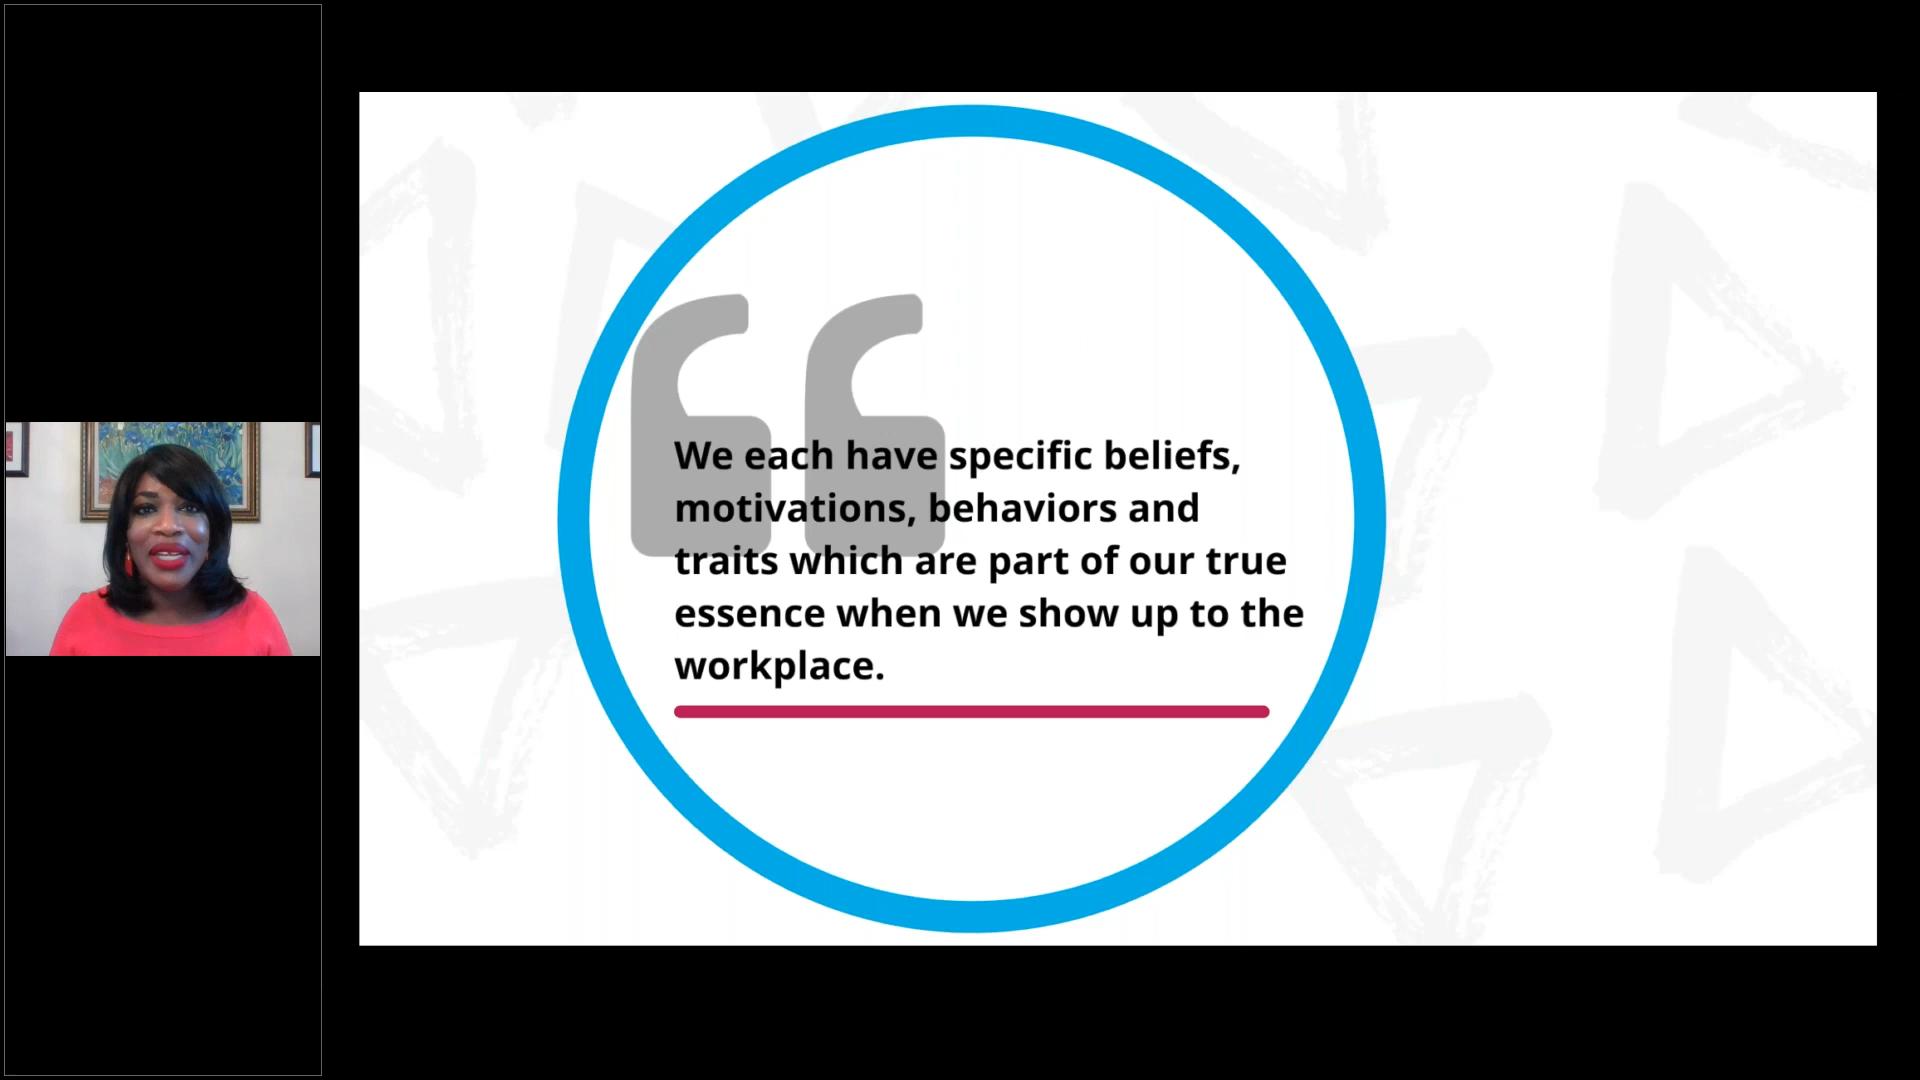 We each have specific beliefs,
motivations, behaviors and
traits which are part of our true
essence when we show up to the
workplace.